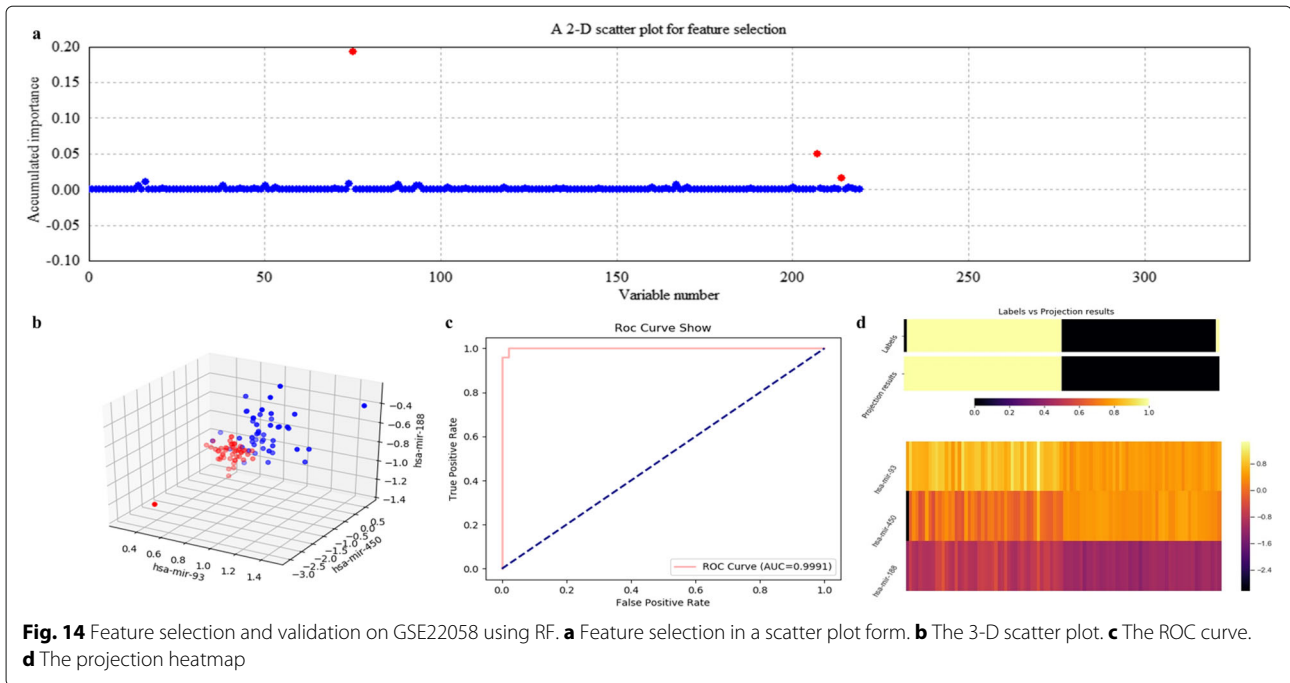 a
A 2-D scatter plot for feature selection
0.20
0.15
0.10
0.05
0.00
-0.05
-0.10
Accumulated importance
0 50 100 150 200 250 300
Variable number
b
−0.4
−0.6
−0.8
−1.0
−1.2
−1.4
hsa-mir-188
0.4 0.6 0.8 1.0 1.2 1.4
hsa-mir-93
−3.0 −2.5 −2.0 −1.5 −1.0 −0.5 0.0 0.5
hsa-mir-450
c
Roc Curve Show
1.0
0.8
0.6
0.4
0.2
0.0
True Positive Rate
ROC Curve (AUC=0.9991)
0.0 0.2 0.4 0.6 0.8 1.0
False Positive Rate
d
Labels vs Projection results
Labels
Projection results
0.0 0.2 0.4 0.6 0.8 1.0
hsa-mir-93
hsa-mir-450
hsa-mir-188
0.8
0.0
−0.8
−1.6
−2.4
Fig. 14 Feature selection and validation on GSE22058 using RF. a Feature selection in a scatter plot form. b The 3-D scatter plot. c The ROC curve.
d The projection heatmap